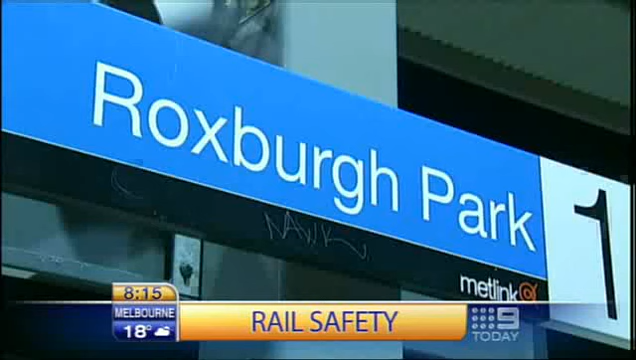 Roxburgh Park
1
metlink
8:15
MELBOURNE
18°
RAIL SAFETY
9
TODAY